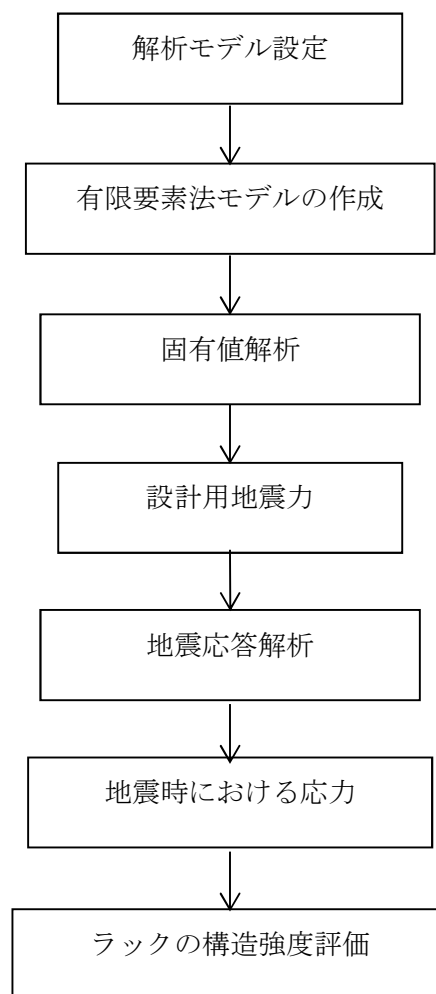 解析モデル設定
有限要素法モデルの作成
固有値解析
設計用地震力
地震応答解析
地震時における応力
ラックの構造強度評価